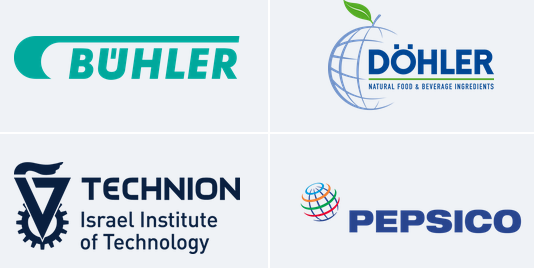 BÜHLER
DÖHLER
NATURAL FOOD & BEVERAGE INGREDIENTS
TECHNION
Israel Institute
of Technology
PEPSICO